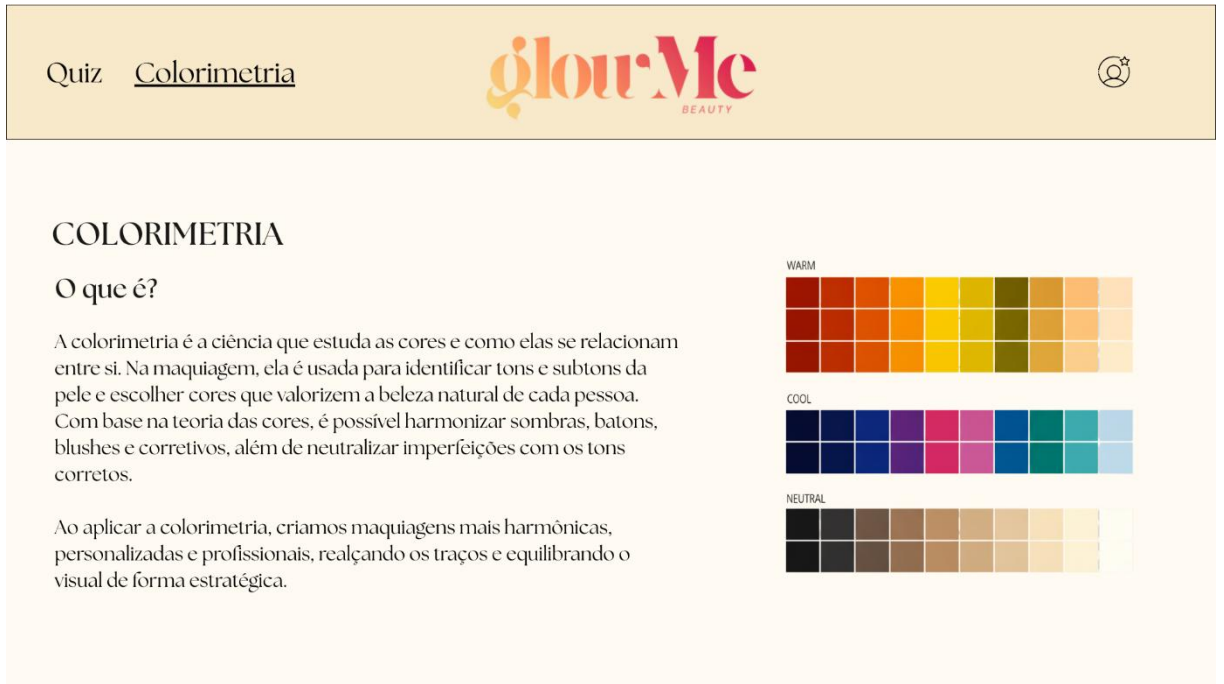 Quiz Colorimetria
glowMe
BEAUTY
COLORIMETRIA
O que é?
A colorimetria é a ciência que estuda as cores e como elas se relacionam
entre si. Na maquiagem, ela é usada para identificar tons e subtons da
pele e escolher cores que valorizem a beleza natural de cada pessoa.
Com base na teoria das cores, é possível harmonizar sombras, batons,
blushes e corretivos, além de neutralizar imperfeições com os tons
corretos.
Ao aplicar a colorimetria, criamos maquiagens mais harmônicas,
personalizadas e profissionais, realçando os traços e equilibrando o
visual de forma estratégica.
WARM
COOL
NEUTRAL